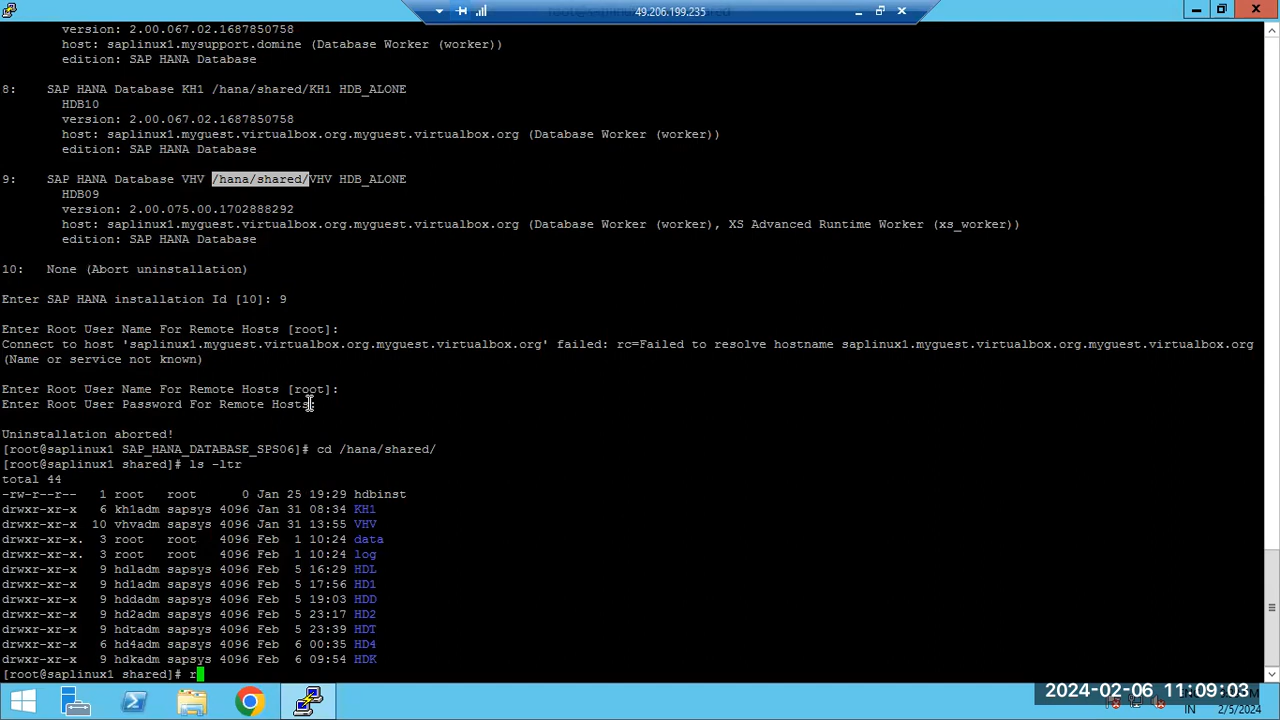 49.206.199.235
version: 2.00.067.02.1687850758
host: saplinux1.mysupport.domine (Database Worker (worker))
edition: SAP HANA Database
8: SAP HANA Database KH1 /hana/shared/KH1 HDB_ALONE
HDB10
version: 2.00.067.02.1687850758
host: saplinux1.myguest.virtualbox.org.myguest.virtualbox.org (Database Worker (worker))
edition: SAP HANA Database
9: SAP HANA Database VHV /hana/shared/VHV HDB_ALONE
HDB09
version: 2.00.075.00.1702888292
host: saplinux1.myguest.virtualbox.org.myguest.virtualbox.org (Database Worker (worker), XS Advanced Runtime Worker (xs_worker))
edition: SAP HANA Database
10: None (Abort uninstallation)
Enter SAP HANA installation Id [10]: 9
Enter Root User Name For Remote Hosts [root]:
Connect to host 'saplinux1.myguest.virtualbox.org.myguest.virtualbox.org' failed: rc=Failed to resolve hostname saplinux1.myguest.virtualbox.org.myguest.virtualbox.org
(Name or service not known)
Enter Root User Name For Remote Hosts [root]:
Enter Root User Password For Remote Hosts:
Uninstallation aborted!
[root@saplinux1 SAP_HANA_DATABASE_SPS06]# cd /hana/shared/
[root@saplinux1 shared]# ls -ltr
total 44
-rw-r--r-- 1 root root 0 Jan 25 19:29 hdbinst
drwxr-xr-x 6 kh1adm sapsys 4096 Jan 31 08:34 KH1
drwxr-xr-x 10 vhvadm sapsys 4096 Jan 31 13:55 VHV
drwxr-xr-x. 3 root root 4096 Feb 1 10:24 data
drwxr-xr-x. 3 root root 4096 Feb 1 10:24 log
drwxr-xr-x 9 hdladm sapsys 4096 Feb 5 16:29 HDL
drwxr-xr-x 9 hd1adm sapsys 4096 Feb 5 17:56 HD1
drwxr-xr-x 9 hddadm sapsys 4096 Feb 5 19:03 HDD
drwxr-xr-x 9 hd2adm sapsys 4096 Feb 5 23:17 HD2
drwxr-xr-x 9 hdtadm sapsys 4096 Feb 5 23:39 HDT
drwxr-xr-x 6 hd4adm sapsys 4096 Feb 6 00:35 HD4
drwxr-xr-x 9 hdkadm sapsys 4096 Feb 6 09:54 HDK
[root@saplinux1 shared]# r
2024-02-06 11:09:03
IN 2/5/2024